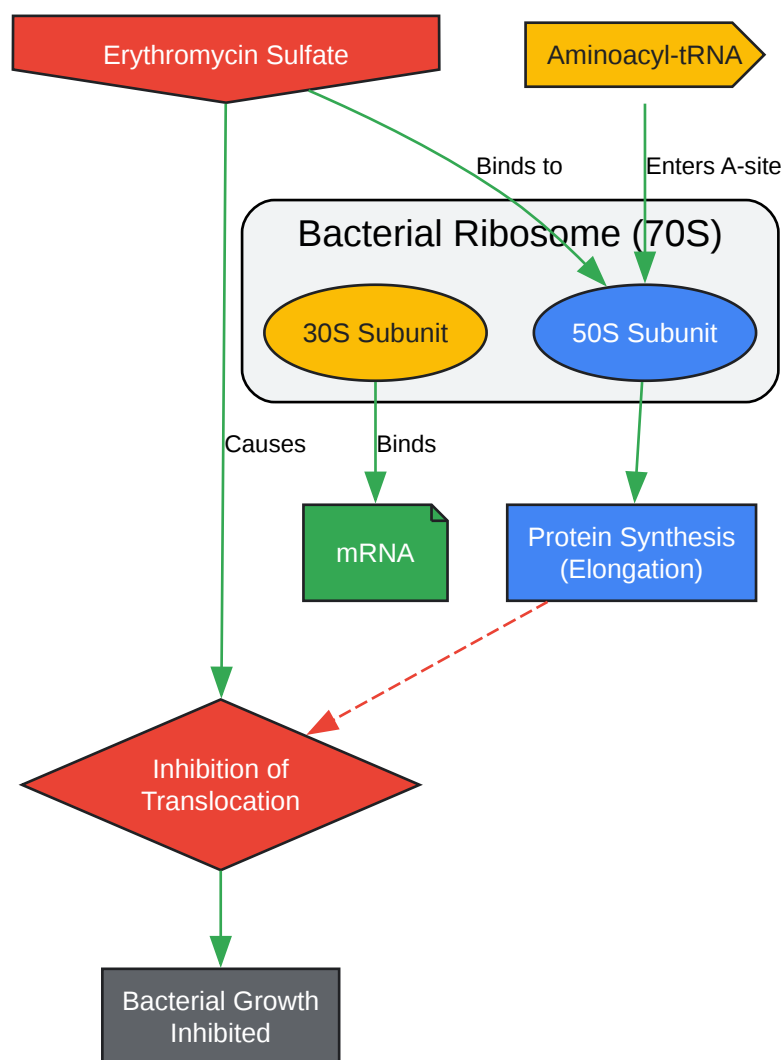 Erythromycin Sulfate
Aminoacyl-tRNA
Binds to
Enters A-site
Bacterial Ribosome (70S)
30S Subunit
50S Subunit
Causes
Binds
mRNA
Protein Synthesis
(Elongation)
Inhibition of
Translocation
Bacterial Growth
Inhibited